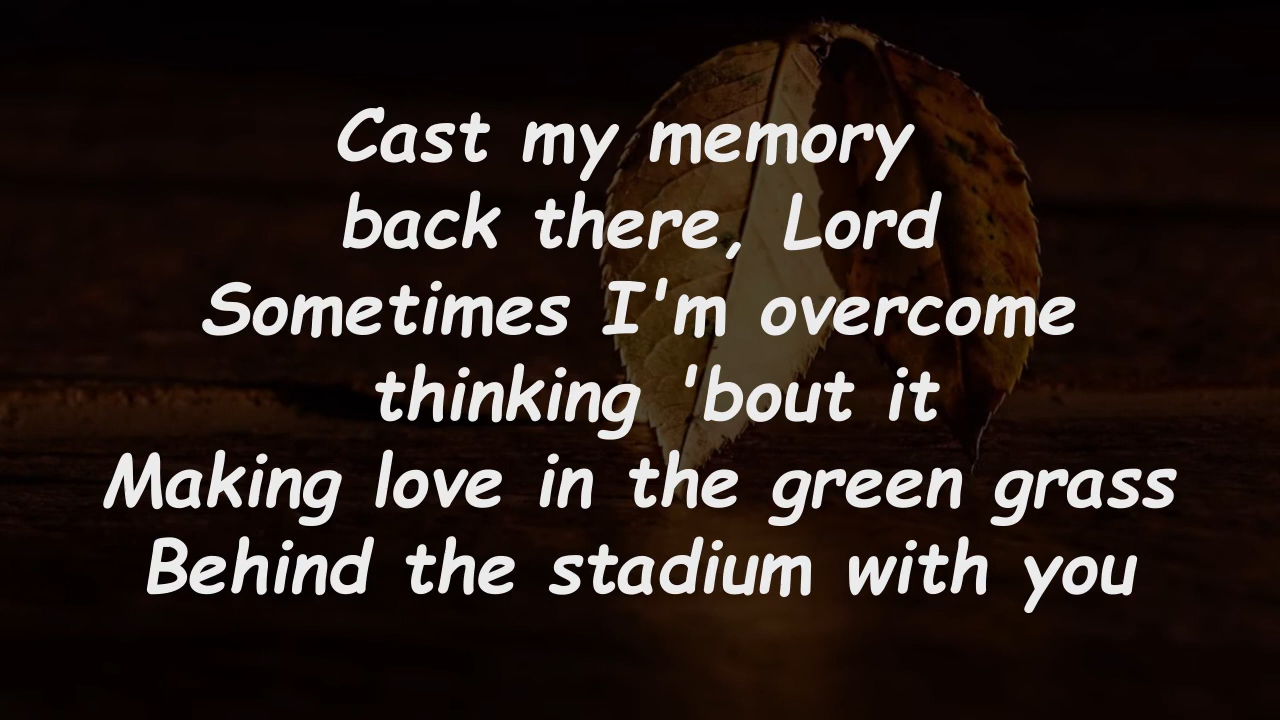 Cast my memory
back there, Lord
Sometimes I'm overcome
thinking 'bout it
Making love in the green grass
Behind the stadium with you